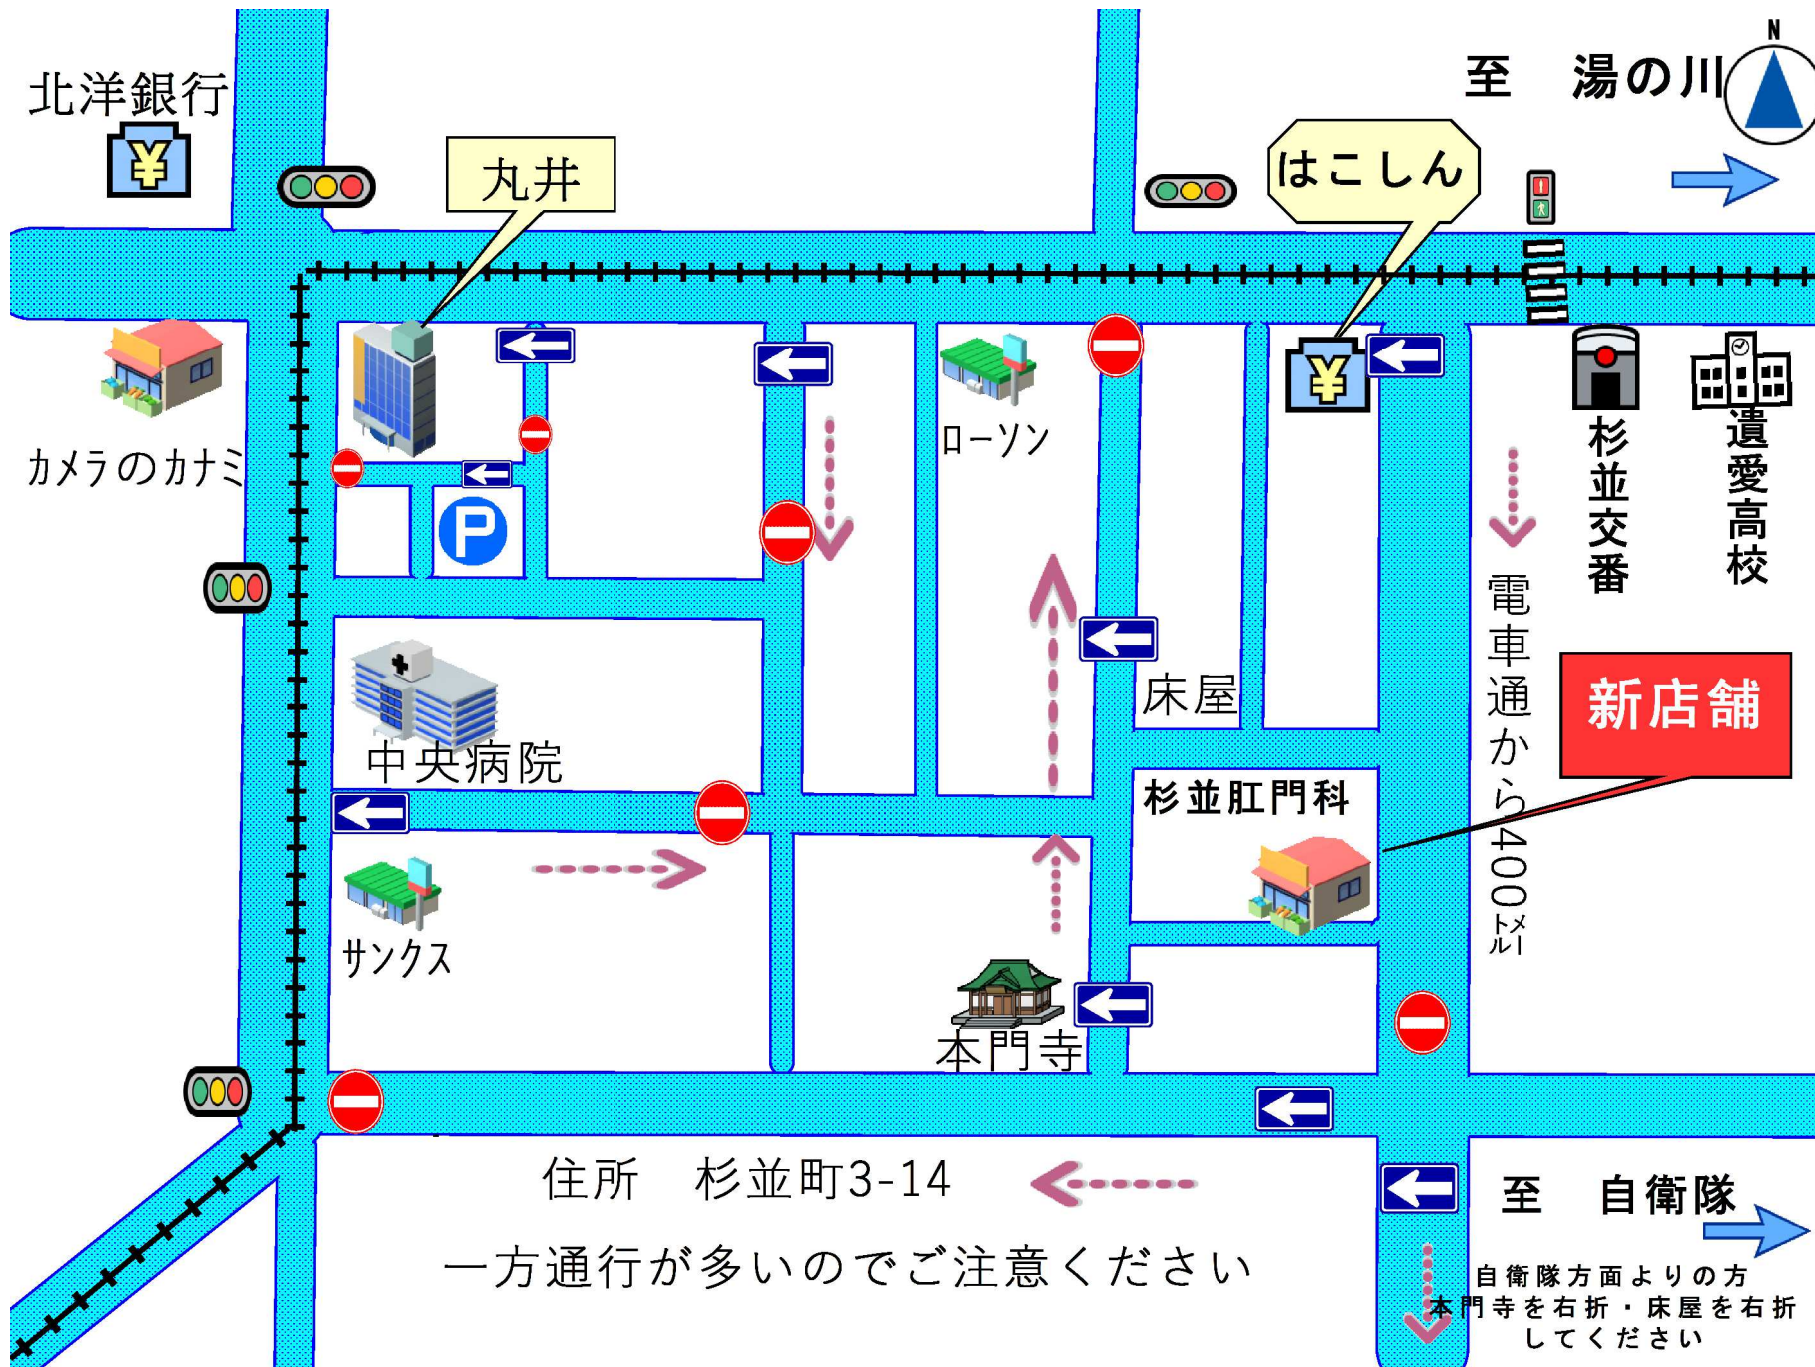 N
至 湯の川
北洋銀行
¥
丸井
はこしん
¥
カメラのカナミ
ローソン
杉並交番
遺愛高校
P
電車通から400メートル
床屋
新店舗
中央病院
杉並肛門科
サンクス
本門寺
住所 杉並町3-14
至 自衛隊
一方通行が多いのでご注意ください
自衛隊方面よりの方
本門寺を右折・床屋を右折
してください